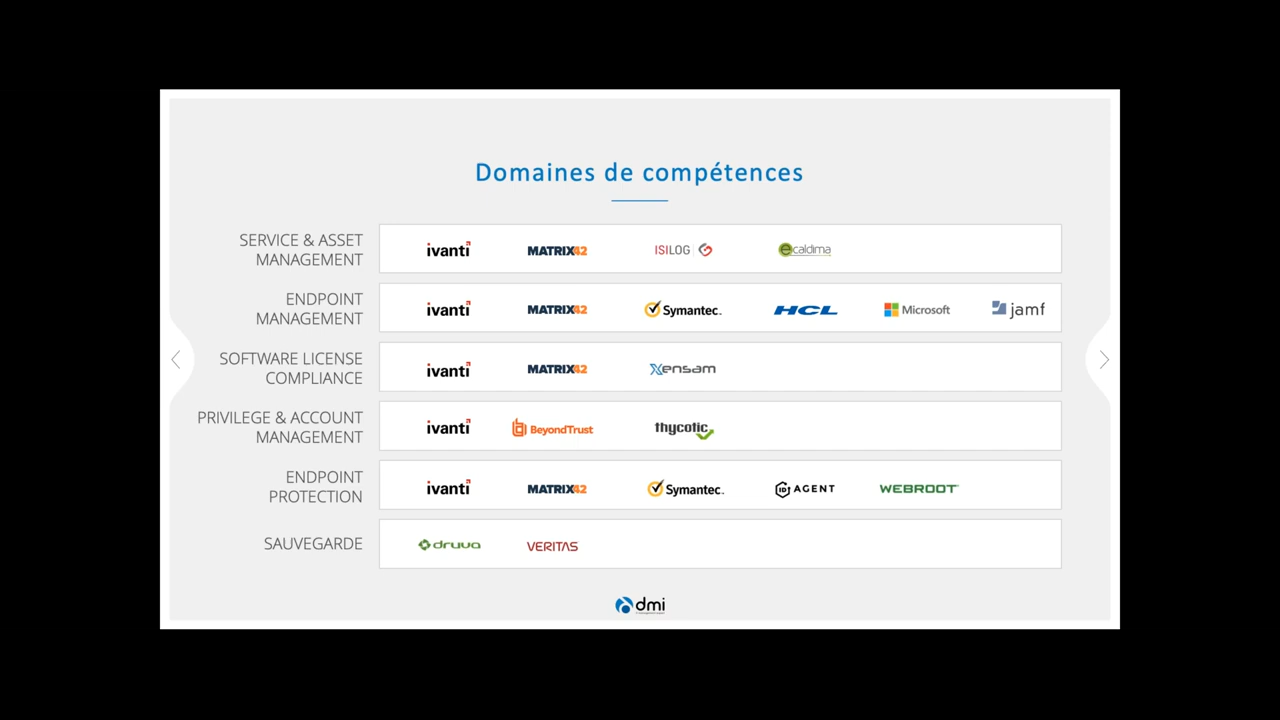 Domaines de compétences
SERVICE & ASSET
MANAGEMENT
ivanti MATRIX42 ISILOG ecaldima
ENDPOINT
MANAGEMENT
ivanti MATRIX42 Symantec. HCL Microsoft jamf
SOFTWARE LICENSE
COMPLIANCE
ivanti MATRIX42 Xensam
PRIVILEGE & ACCOUNT
MANAGEMENT
ivanti BeyondTrust thycotic
ENDPOINT
PROTECTION
ivanti MATRIX42 Symantec. ID AGENT WEBROOT
SAUVEGARDE
druva VERITAS
dmi